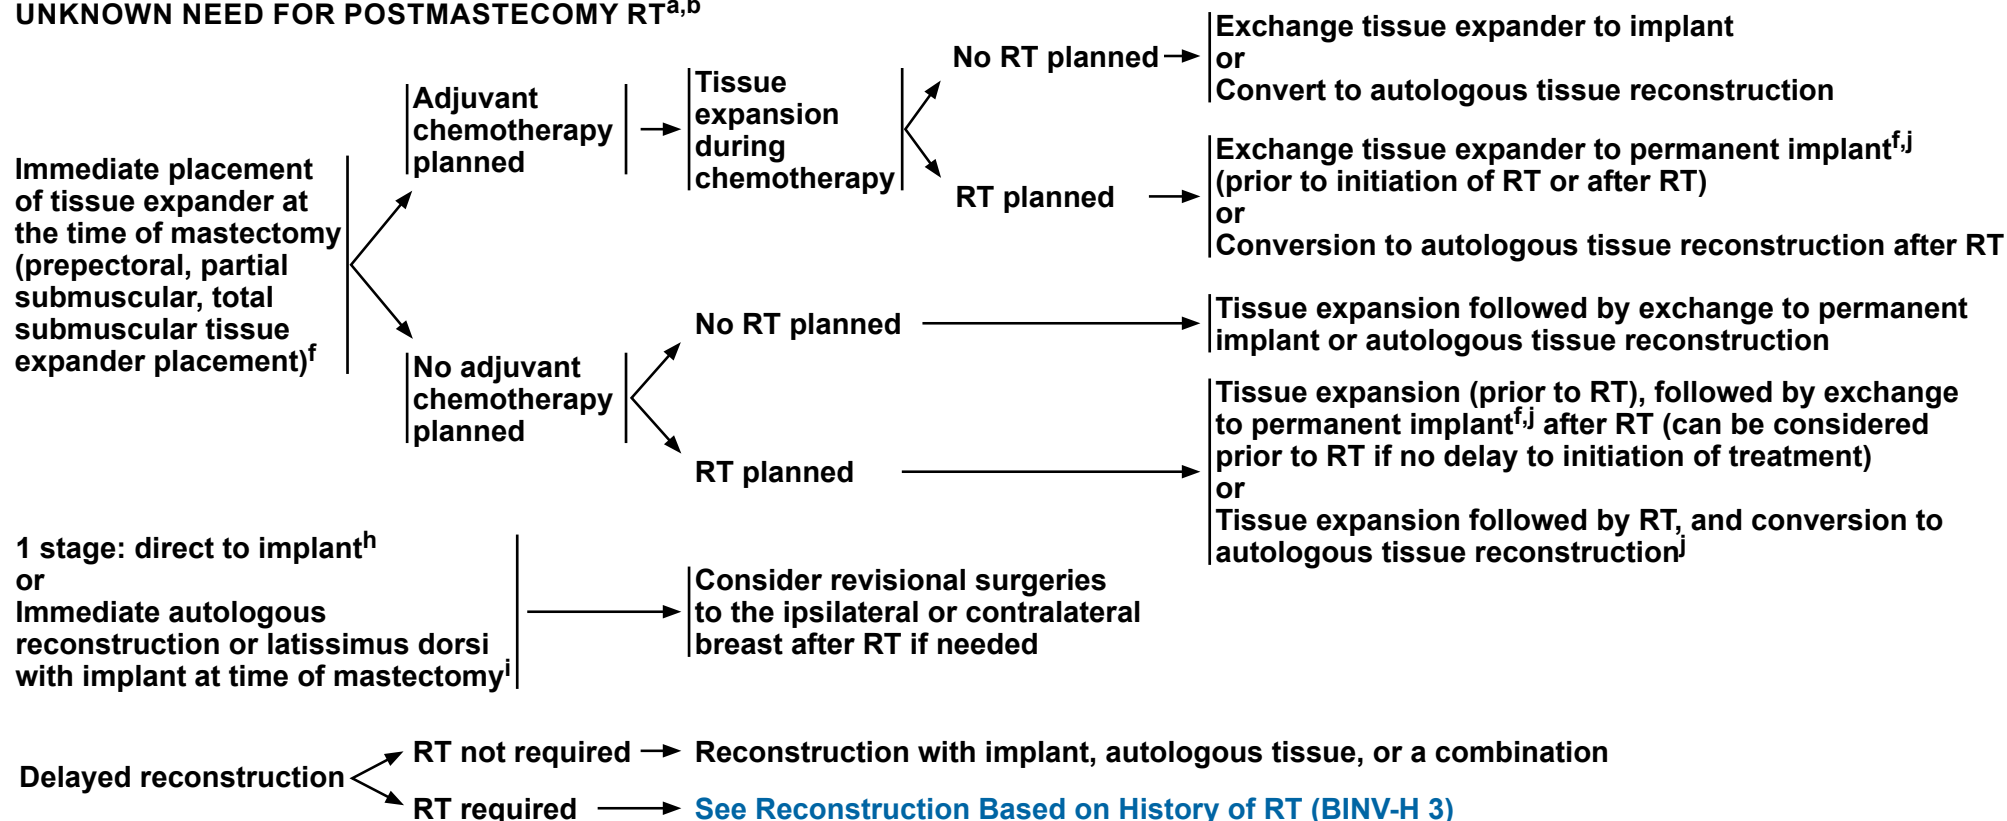 UNKNOWN NEED FOR POSTMASTECOMY RTa,b
Immediate placement
of tissue expander at
the time of mastectomy
(prepectoral, partial
submuscular, total
submuscular tissue
expander placement)f
Adjuvant
chemotherapy
planned
Tissue
expansion
during
chemotherapy
No RT planned
Exchange tissue expander to implant
or
Convert to autologous tissue reconstruction
RT planned
Exchange tissue expander to permanent implantf,j
(prior to initiation of RT or after RT)
or
Conversion to autologous tissue reconstruction after RT
No adjuvant
chemotherapy
planned
No RT planned
Tissue expansion followed by exchange to permanent
implant or autologous tissue reconstruction
RT planned
Tissue expansion (prior to RT), followed by exchange
to permanent implantf,j after RT (can be considered
prior to RT if no delay to initiation of treatment)
or
Tissue expansion followed by RT, and conversion to
autologous tissue reconstructionj
1 stage: direct to implanth
or
Immediate autologous
reconstruction or latissimus dorsi
with implant at time of mastectomyi
Consider revisional surgeries
to the ipsilateral or contralateral
breast after RT if needed
Delayed reconstruction
RT not required
Reconstruction with implant, autologous tissue, or a combination
RT required
See Reconstruction Based on History of RT (BINV-H 3)